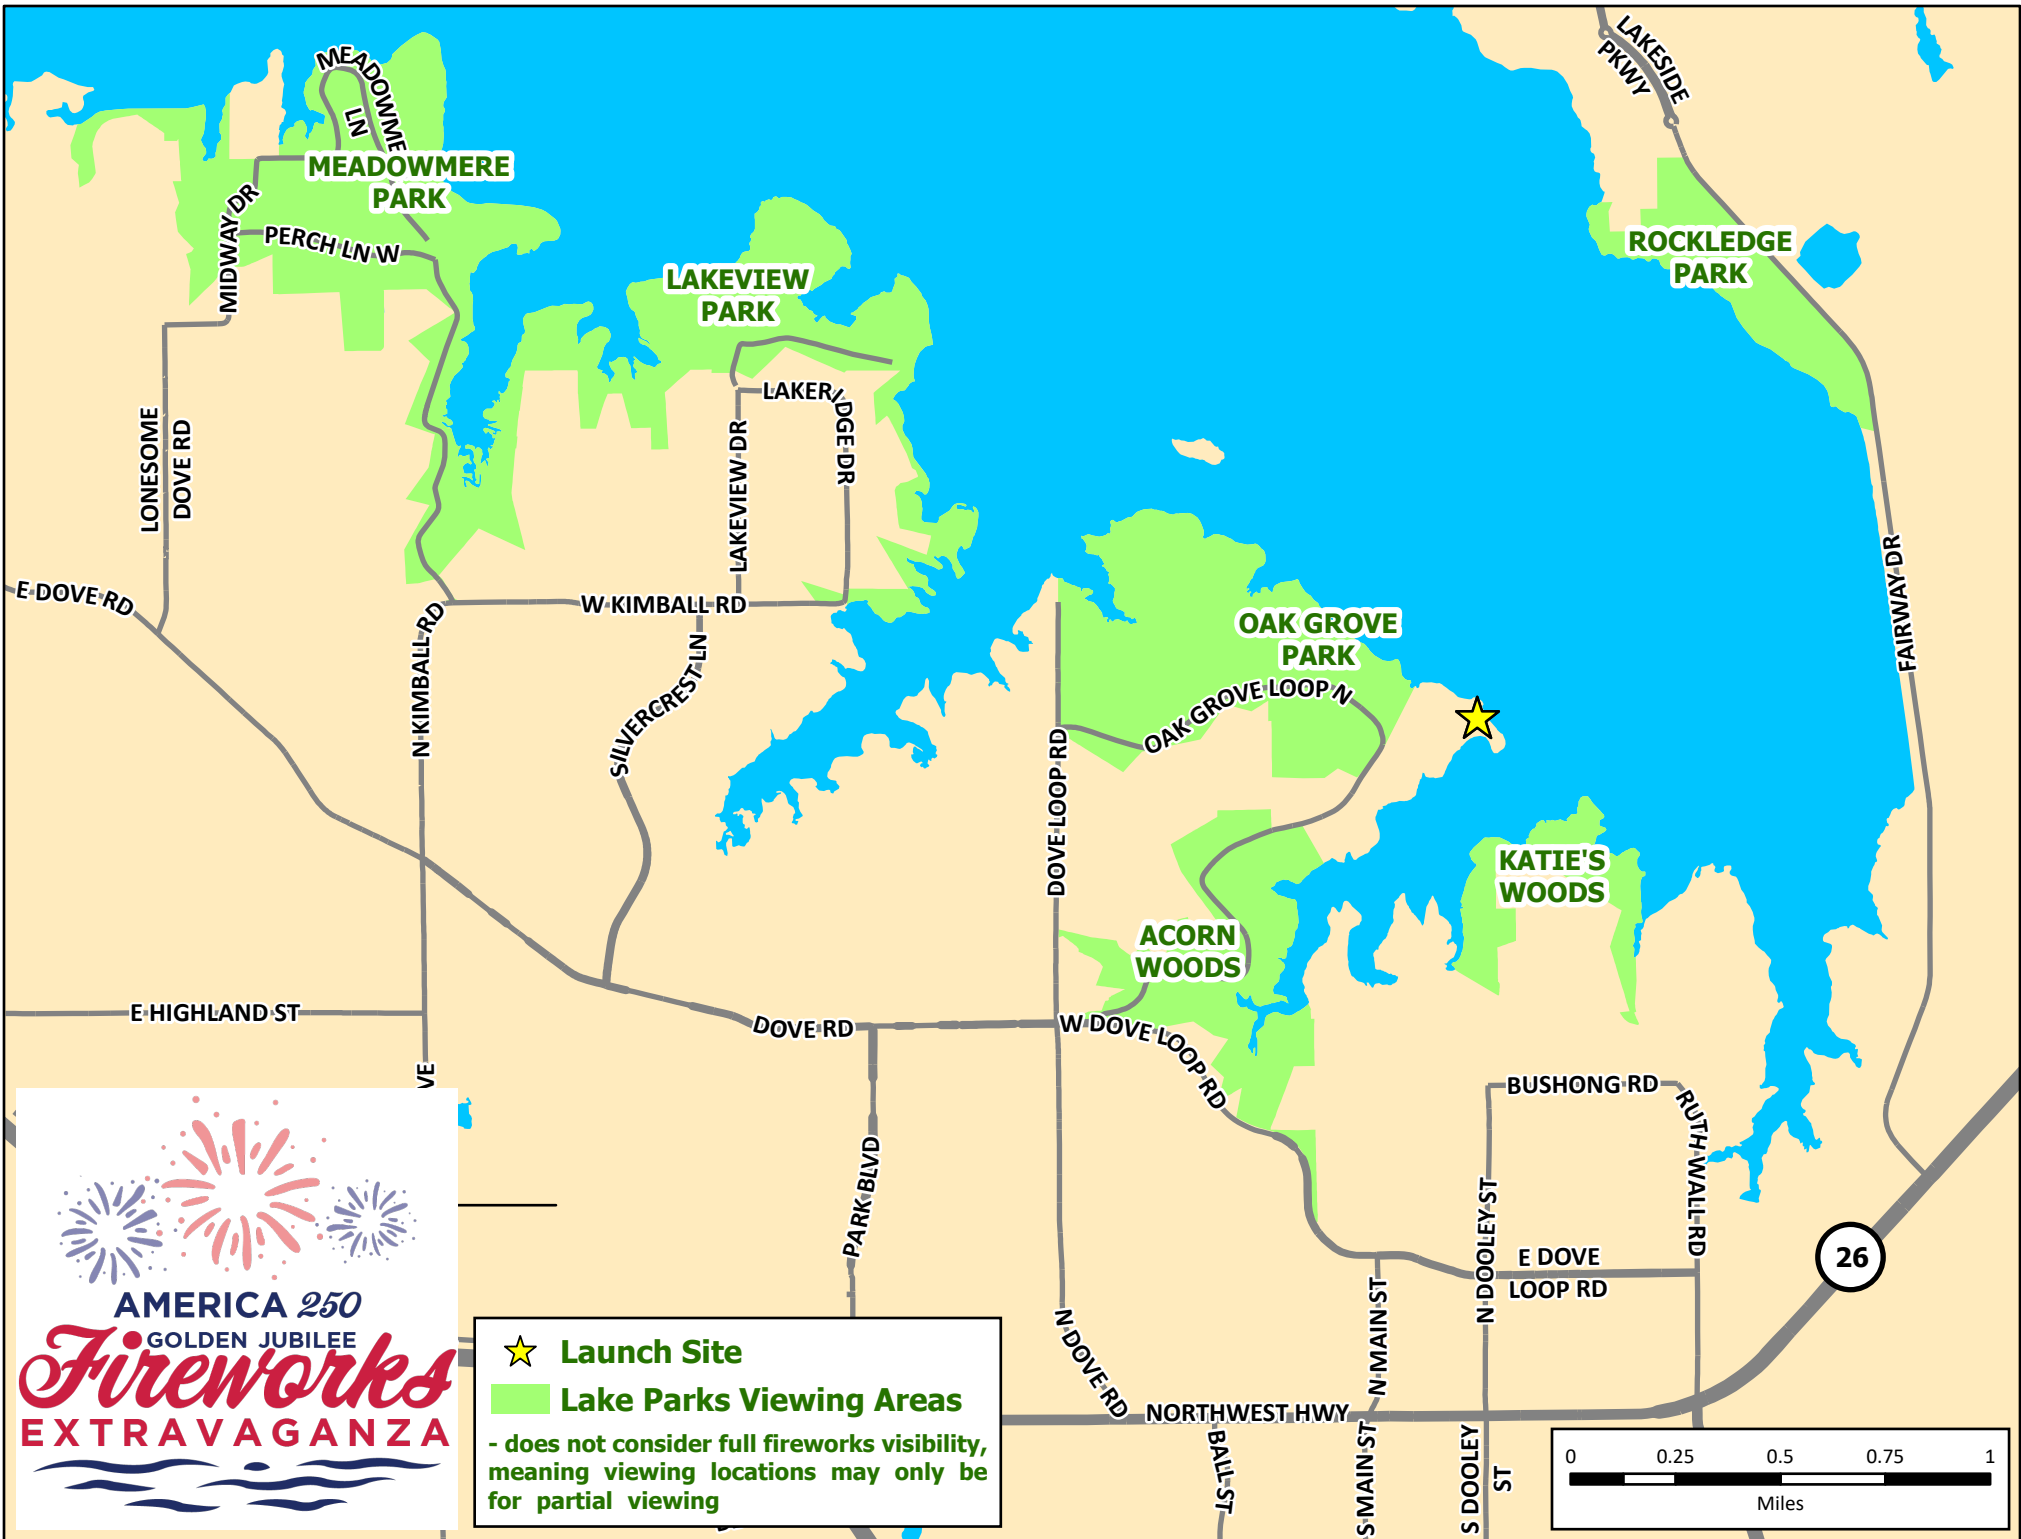 LAKESIDE
PKWY
MEADOWME
LN
MEADOWMERE
PARK
MIDWAY DR
PERCH LN W
LAKEVIEW
PARK
ROCKLEDGE
PARK
LAKERIDGE DR
LAKEVIEW DR
LONESOME
DOVE RD
E DOVE RD
W KIMBALL RD
N KIMBALL RD
SILVERCREST LN
OAK GROVE
PARK
OAK GROVE LOOP N
FAIRWAY DR
DOVE LOOP RD
KATIE'S
WOODS
ACORN
WOODS
E HIGHLAND ST
DOVE RD
W DOVE LOOP RD
VE
BUSHONG RD
RUTH WALL RD
PARK BLVD
N DOOLEY ST
E DOVE
LOOP RD
26
N MAIN ST
N DOVE RD
NORTHWEST HWY
BALL ST
S MAIN ST
S DOOLEY
ST
AMERICA 250
GOLDEN JUBILEE
Fireworks
EXTRAVAGANZA
Launch Site
Lake Parks Viewing Areas
- does not consider full fireworks visibility,
meaning viewing locations may only be
for partial viewing
0 0.25 0.5 0.75 1
Miles